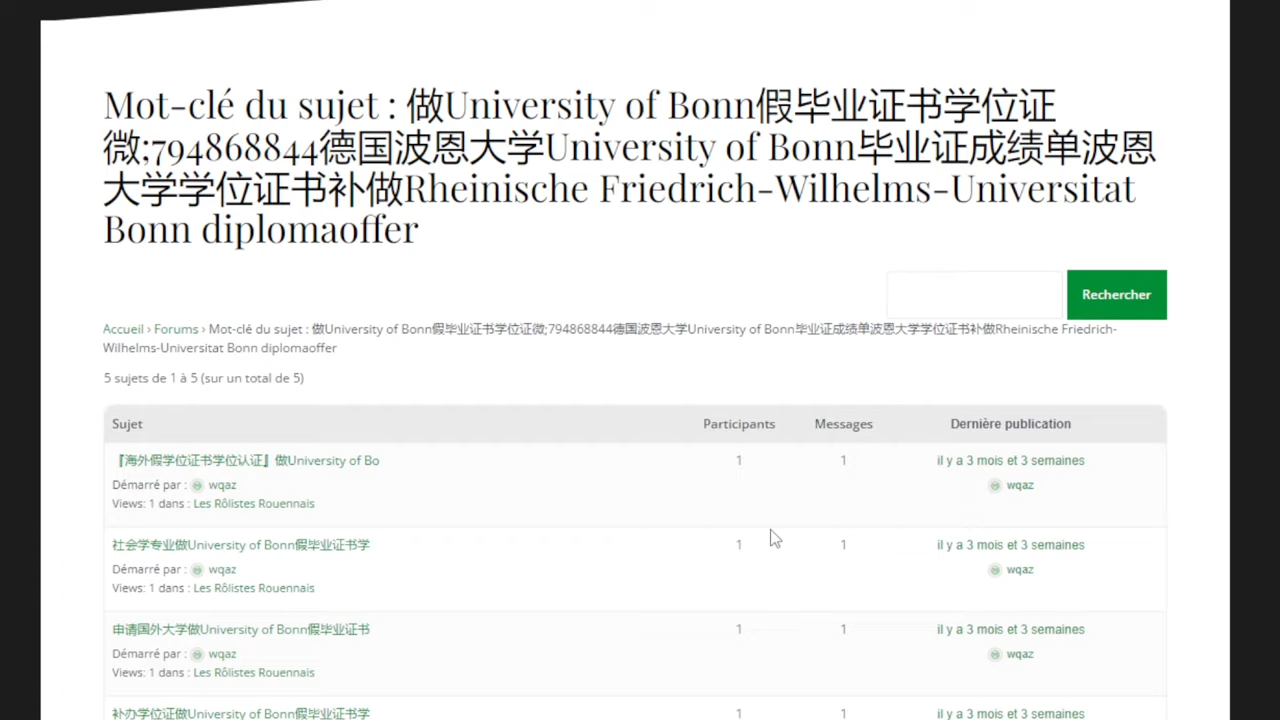 Mot-clé du sujet : 做University of Bonn假毕业证书学位证
微;794868844德国波恩大学University of Bonn毕业证成绩单波恩
大学学位证书补做Rheinische Friedrich-Wilhelms-Universitat
Bonn diplomaoffer
Rechercher
Accueil › Forums › Mot-clé du sujet : 做University of Bonn假毕业证书学位证微;794868844德国波恩大学University of Bonn毕业证成绩单波恩大学学位证书补做Rheinische Friedrich-
Wilhelms-Universitat Bonn diplomaoffer
5 sujets de 1 à 5 (sur un total de 5)
Sujet Participants Messages Dernière publication
『海外假学位证书学位认证』做University of Bo 1 1 il y a 3 mois et 3 semaines
Démarré par : wqaz wqaz
Views: 1 dans : Les Rôlistes Rouennais
社会学专业做University of Bonn假毕业证书学 1 1 il y a 3 mois et 3 semaines
Démarré par : wqaz wqaz
Views: 1 dans : Les Rôlistes Rouennais
申请国外大学做University of Bonn假毕业证书 1 1 il y a 3 mois et 3 semaines
Démarré par : wqaz wqaz
Views: 1 dans : Les Rôlistes Rouennais
补办学位证做University of Bonn假毕业证书学 1 1 il y a 3 mois et 3 semaines